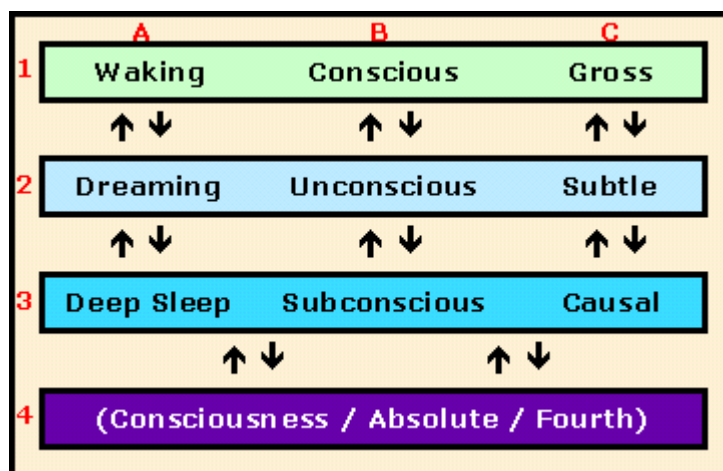 A B C
1 Waking Conscious Gross
2 Dreaming Unconscious Subtle
3 Deep Sleep Subconscious Causal
4 (Consciousness / Absolute / Fourth)